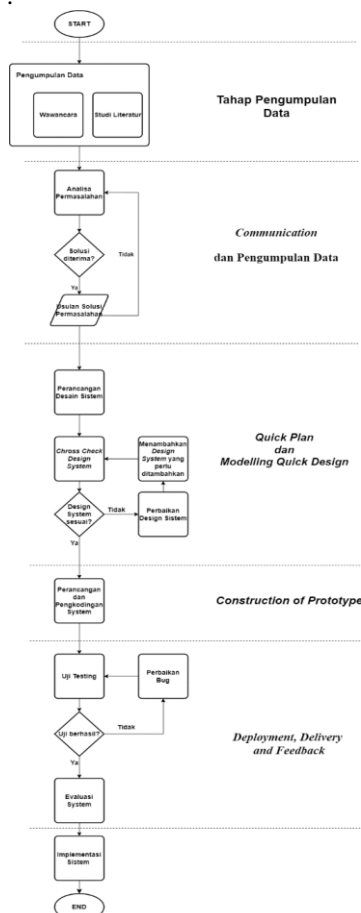 START
Pengumpulan Data
Wawancara
Studi Literatur
Tahap Pengumpulan
Data
Analisa
Permasalahan
Solusi
diterima?
Tidak
Ya
Usulan Solusi
Permasalahan
Communication
dan Pengumpulan Data
Perancangan
Desain Sistem
Chross Check
Design
System
Menambahkan
Design
System yang
perlu
ditambahkan
Design
System
sesuai?
Tidak
Perbaikan
Design Sistem
Ya
Quick Plan
dan
Modelling Quick Design
Perancangan
dan
Pengkodingan
System
Construction of Prototype
Uji Testing
Perbaikan
Bug
Uji berhasil?
Tidak
Ya
Evaluasi
System
Deployment, Delivery
and Feedback
Implementasi
Sistem
END